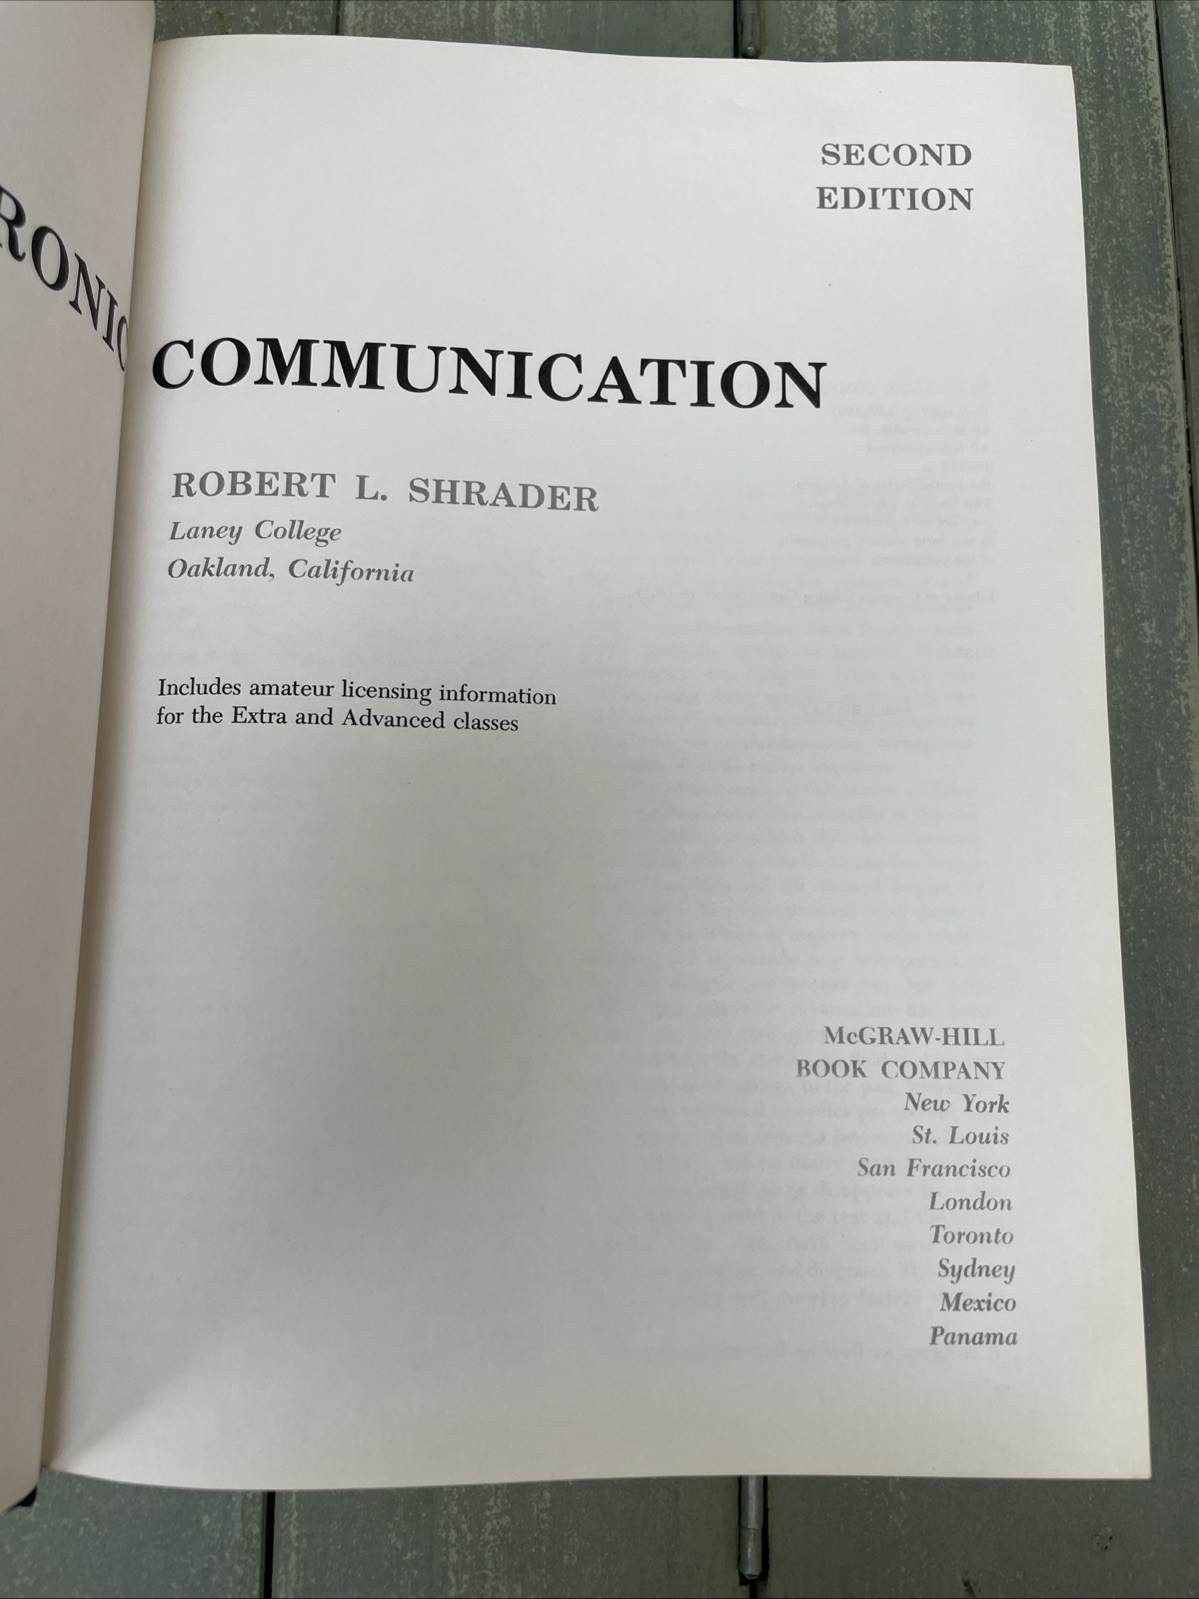 RONIC
SECOND
EDITION
COMMUNICATION
ROBERT L. SHRADER
Laney College
Oakland, California
Includes amateur licensing information
for the Extra and Advanced classes
McGRAW-HILL
BOOK COMPANY
New York
St. Louis
San Francisco
London
Toronto
Sydney
Mexico
Panama